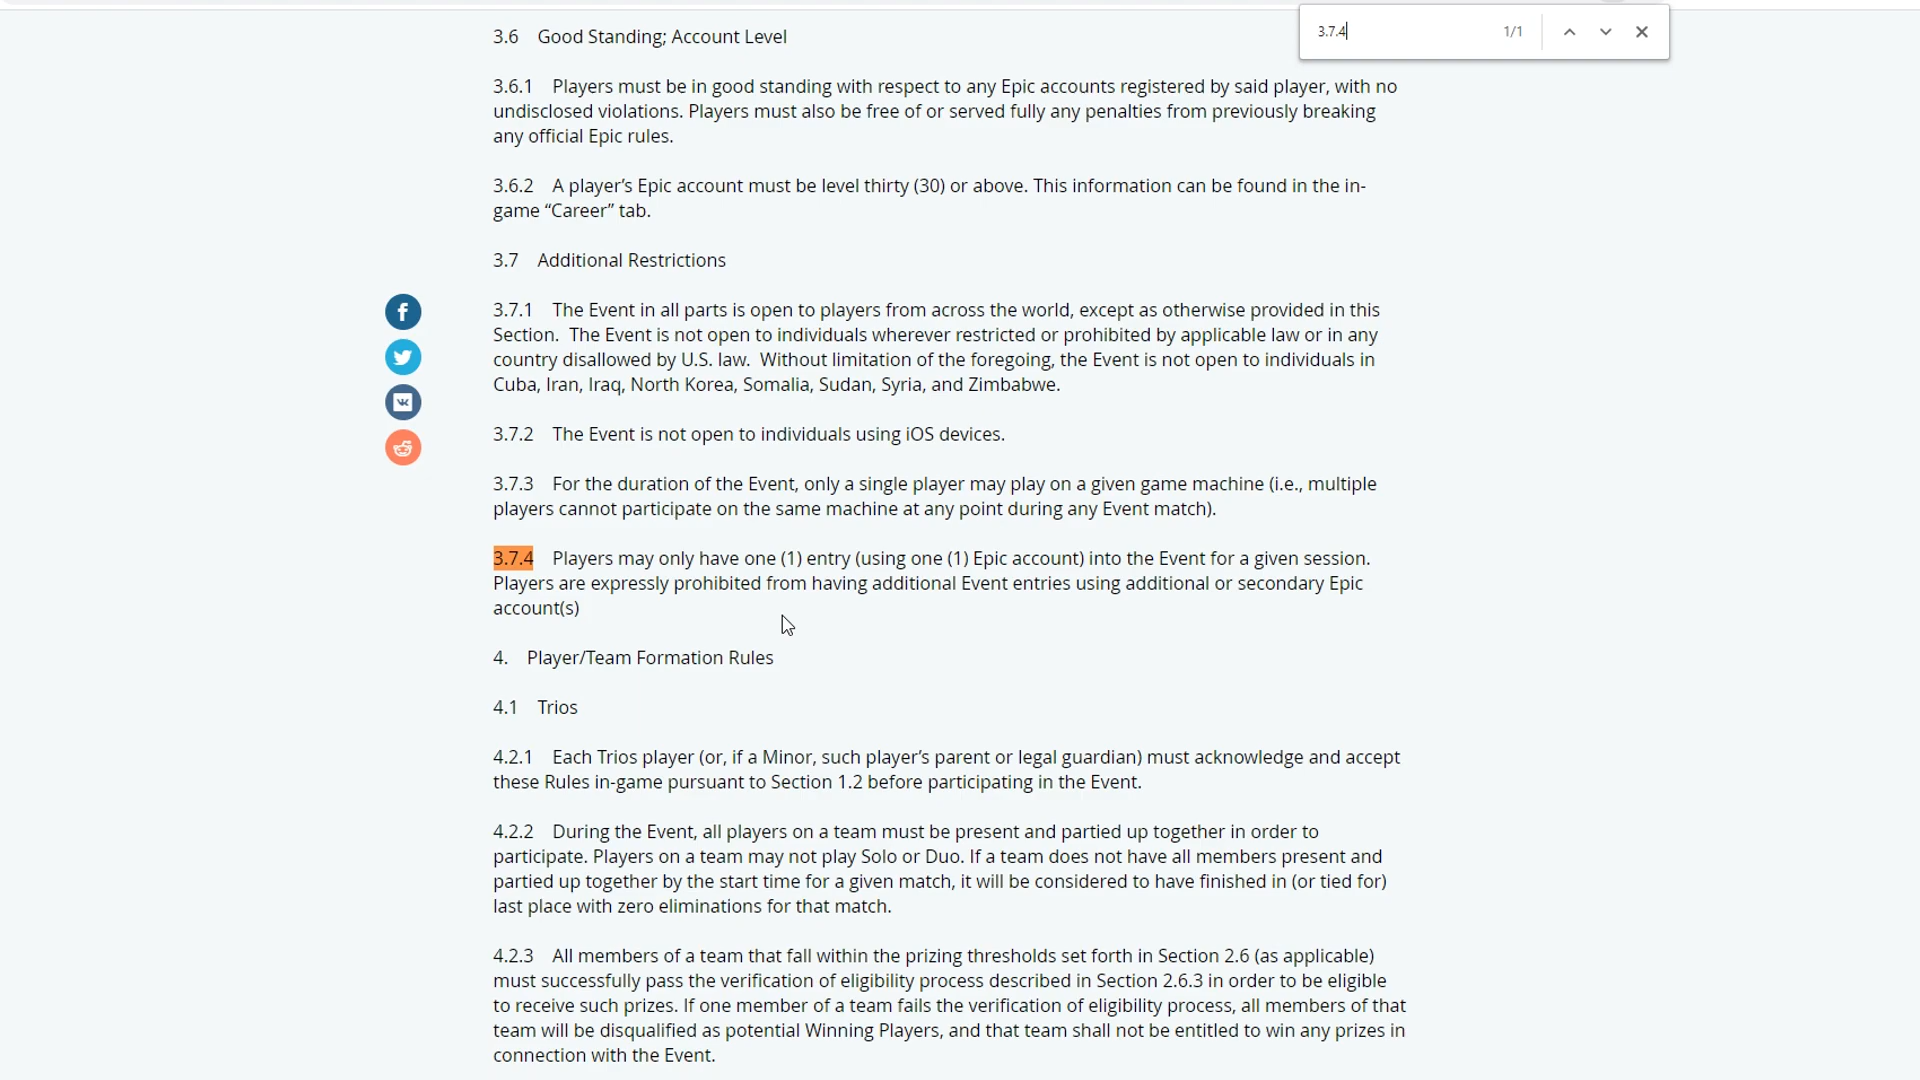 3.7.4 1/1
3.6 Good Standing; Account Level
3.6.1 Players must be in good standing with respect to any Epic accounts registered by said player, with no
undisclosed violations. Players must also be free of or served fully any penalties from previously breaking
any official Epic rules.
3.6.2 A player’s Epic account must be level thirty (30) or above. This information can be found in the in-
game “Career” tab.
3.7 Additional Restrictions
3.7.1 The Event in all parts is open to players from across the world, except as otherwise provided in this
Section. The Event is not open to individuals wherever restricted or prohibited by applicable law or in any
country disallowed by U.S. law. Without limitation of the foregoing, the Event is not open to individuals in
Cuba, Iran, Iraq, North Korea, Somalia, Sudan, Syria, and Zimbabwe.
3.7.2 The Event is not open to individuals using iOS devices.
3.7.3 For the duration of the Event, only a single player may play on a given game machine (i.e., multiple
players cannot participate on the same machine at any point during any Event match).
3.7.4 Players may only have one (1) entry (using one (1) Epic account) into the Event for a given session.
Players are expressly prohibited from having additional Event entries using additional or secondary Epic
account(s)
4. Player/Team Formation Rules
4.1 Trios
4.2.1 Each Trios player (or, if a Minor, such player’s parent or legal guardian) must acknowledge and accept
these Rules in-game pursuant to Section 1.2 before participating in the Event.
4.2.2 During the Event, all players on a team must be present and partied up together in order to
participate. Players on a team may not play Solo or Duo. If a team does not have all members present and
partied up together by the start time for a given match, it will be considered to have finished in (or tied for)
last place with zero eliminations for that match.
4.2.3 All members of a team that fall within the prizing thresholds set forth in Section 2.6 (as applicable)
must successfully pass the verification of eligibility process described in Section 2.6.3 in order to be eligible
to receive such prizes. If one member of a team fails the verification of eligibility process, all members of that
team will be disqualified as potential Winning Players, and that team shall not be entitled to win any prizes in
connection with the Event.